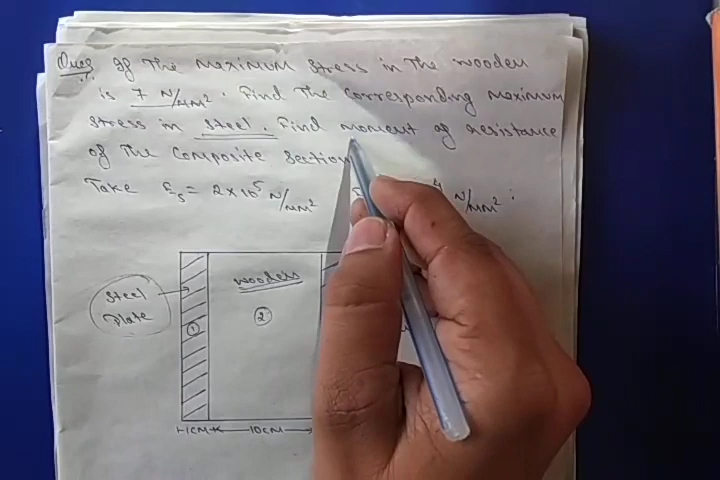 Ques If The Maximum Stress in The wooden
is 7 N/MM². Find The Corresponding Maximum
Stress in Steel. Find Moment of Resistance
of The Composite Section
Take Es = 2×10⁵ N/MM² 4 N/MM² :
Steel
Plate
wooden
①
②
1CM
10CM